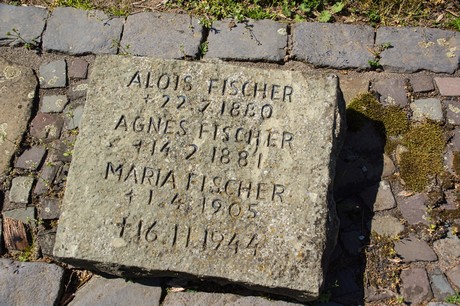 ALOIS FISCHER
+ 22.7.1880
AGNES FISCHER
+ 14.2.1881
MARIA FISCHER
+ 1.4.1905
+ 16.11.1944